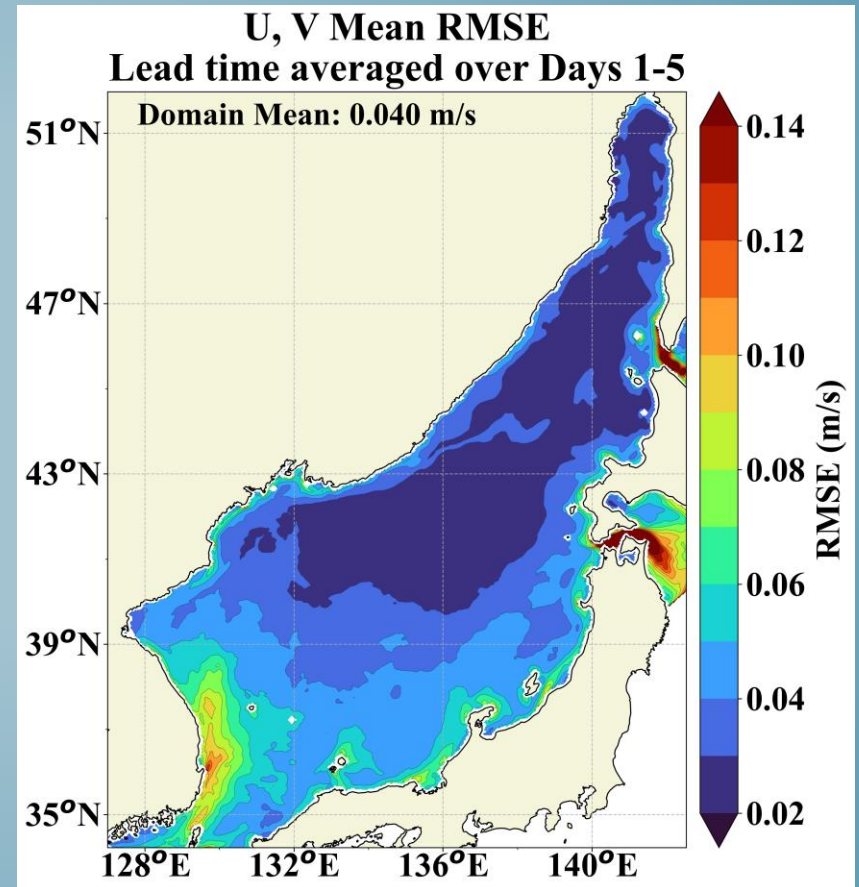 U, V Mean RMSE
Lead time averaged over Days 1-5
Domain Mean: 0.040 m/s
51°N
47°N
43°N
39°N
35°N
128°E
132°E
136°E
140°E
0.14
0.12
0.10
0.08
0.06
0.04
0.02
RMSE (m/s)